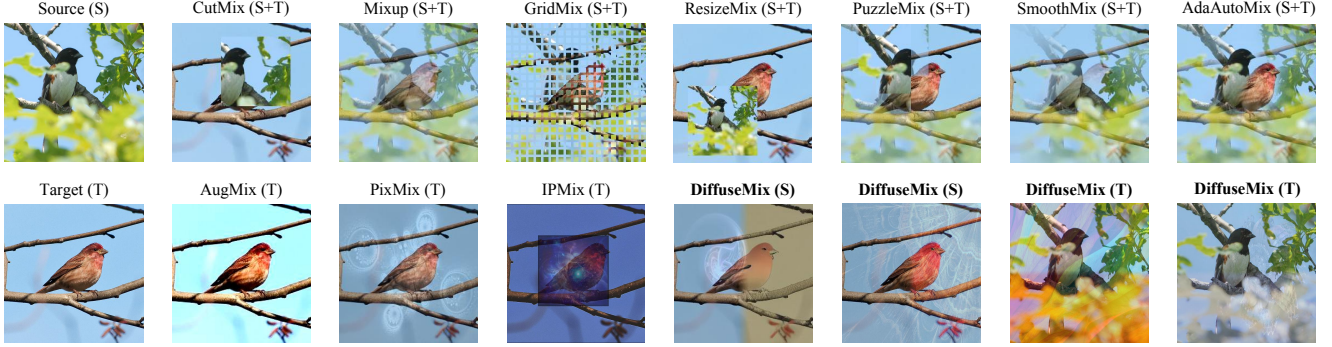 Source (S) CutMix (S+T) Mixup (S+T) GridMix (S+T) ResizeMix (S+T) PuzzleMix (S+T) SmoothMix (S+T) AdaAutoMix (S+T)
Target (T) AugMix (T) PixMix (T) IPMix (T) DiffuseMix (S) DiffuseMix (S) DiffuseMix (T) DiffuseMix (T)